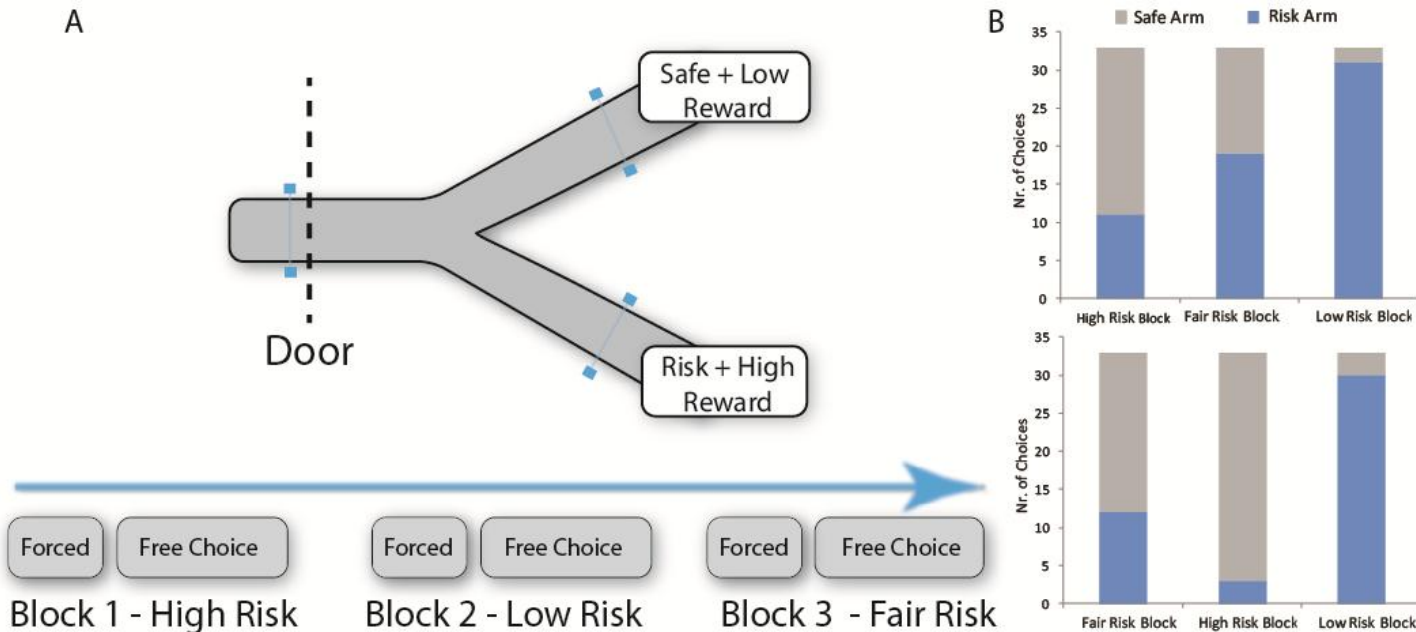 A
Safe + Low
Reward
Door
Risk + High
Reward
Forced
Free Choice
Forced
Free Choice
Forced
Free Choice
Block 1 - High Risk
Block 2 - Low Risk
Block 3 - Fair Risk
B
Safe Arm
Risk Arm
Nr. of Choices
35
30
25
20
15
10
5
0
High Risk Block
Fair Risk Block
Low Risk Block
Nr. of Choices
35
30
25
20
15
10
5
0
Fair Risk Block
High Risk Block
Low Risk Block